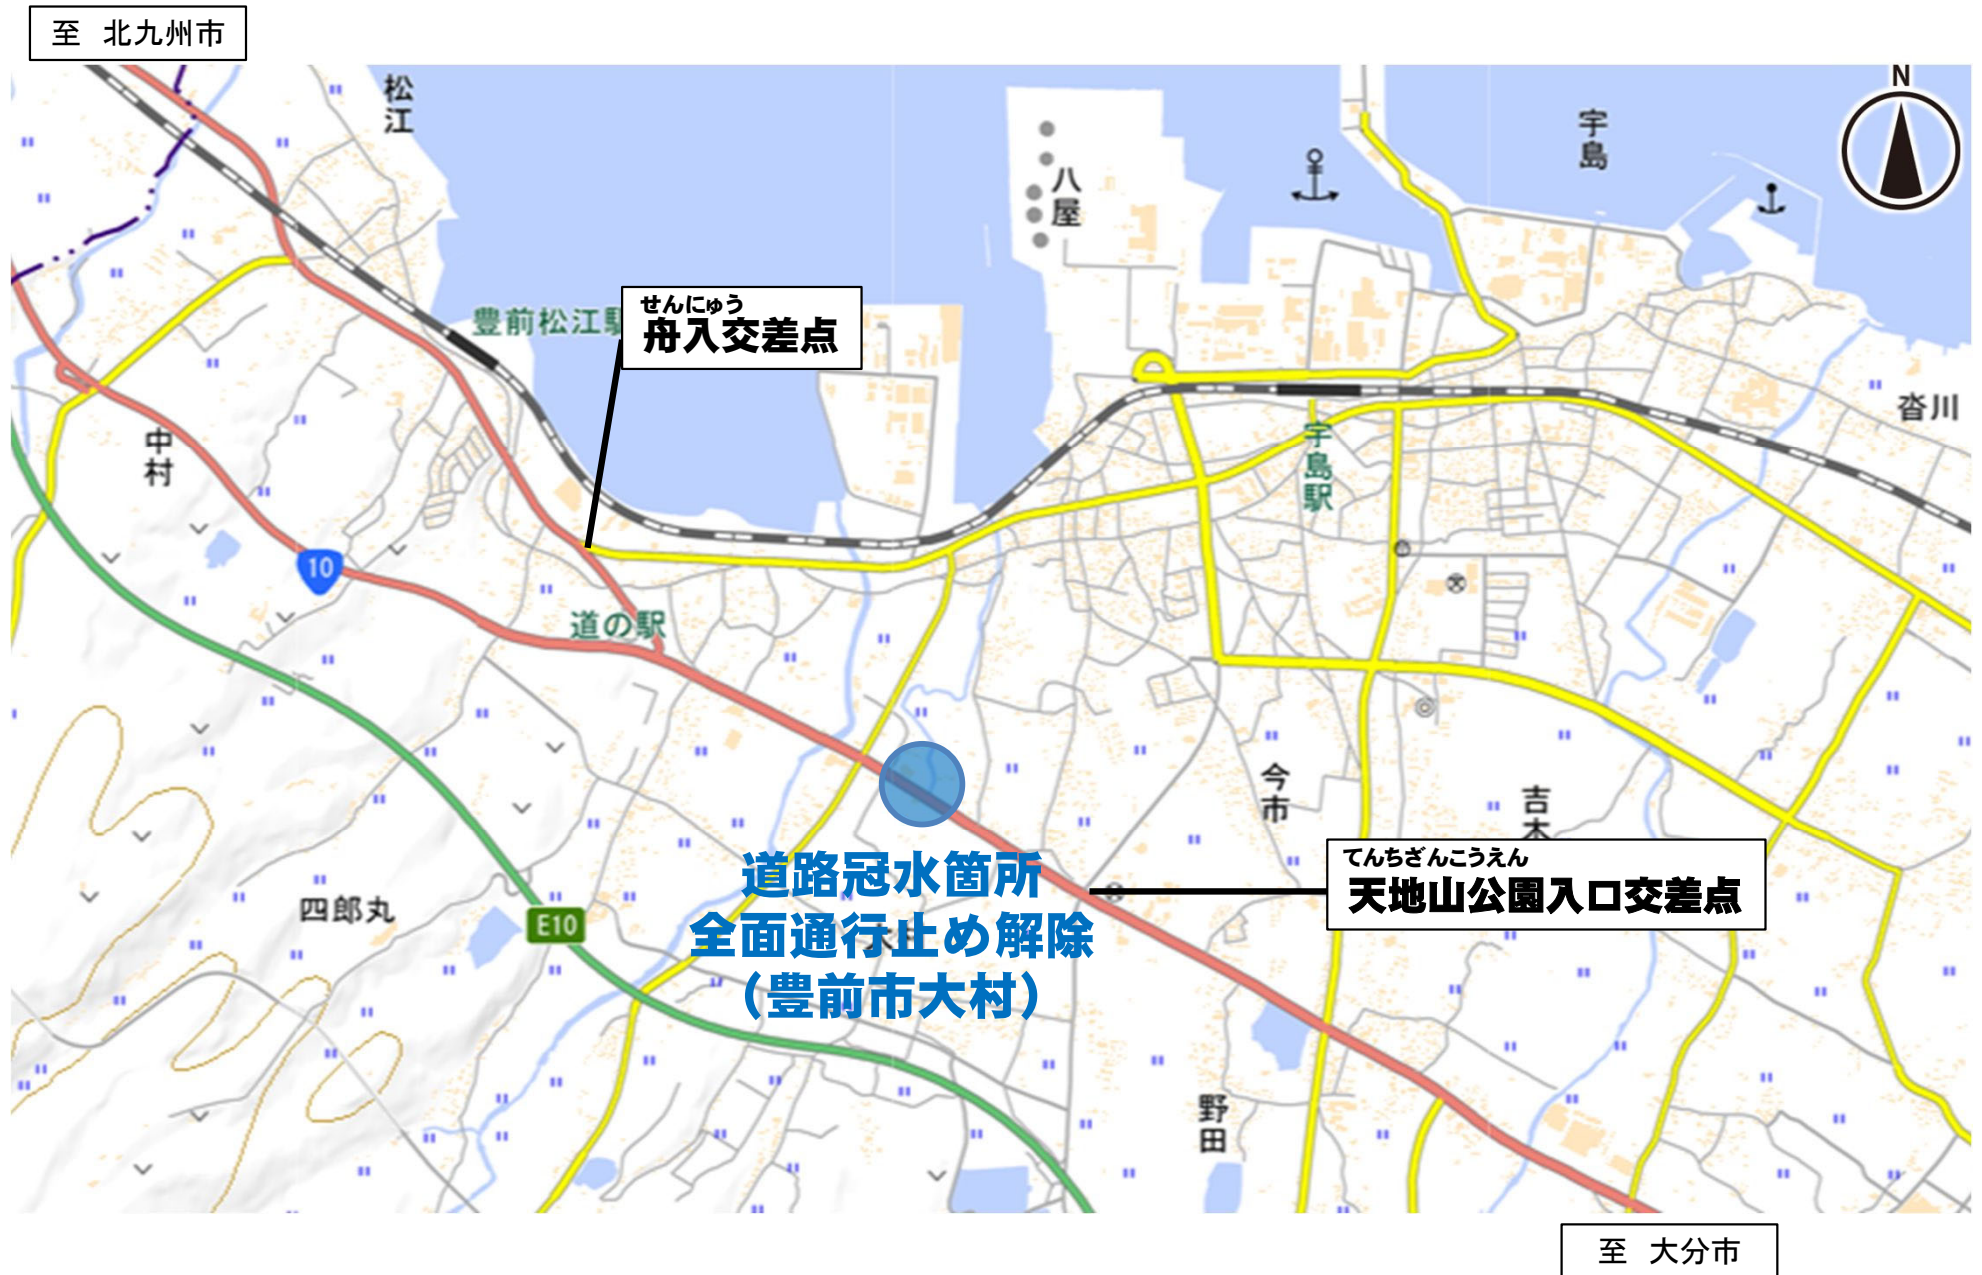 至 北九州市
N
松江
八屋
宇島
豊前松江駅
せんにゅう
舟入交差点
沓川
中村
宇島駅
10
道の駅
今市
吉木
てんちざんこうえん
天地山公園入口交差点
道路冠水箇所
全面通行止め解除
（豊前市大村）
四郎丸
E10
野田
至 大分市